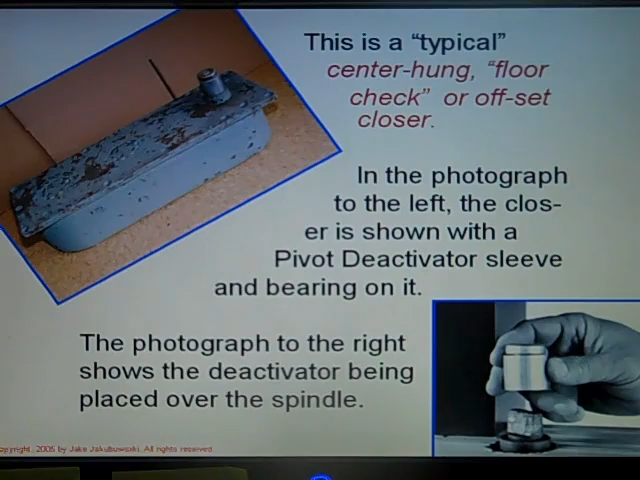 This is a “typical”
center-hung, “floor
check” or off-set
closer.
In the photograph
to the left, the clos-
er is shown with a
Pivot Deactivator sleeve
and bearing on it.
The photograph to the right
shows the deactivator being
placed over the spindle.
opyright, 2005 by Jake Jakubuwski. All rights reserved